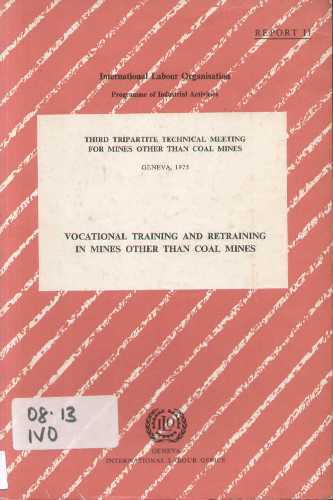 REPORT II
International Labour Organisation
Programme of Industrial Activities
THIRD TRIPARTITE TECHNICAL MEETING
FOR MINES OTHER THAN COAL MINES
GENEVA, 1975
VOCATIONAL TRAINING AND RETRAINING
IN MINES OTHER THAN COAL MINES
08.13
IVO
GENEVA
INTERNATIONAL LABOUR OFFICE